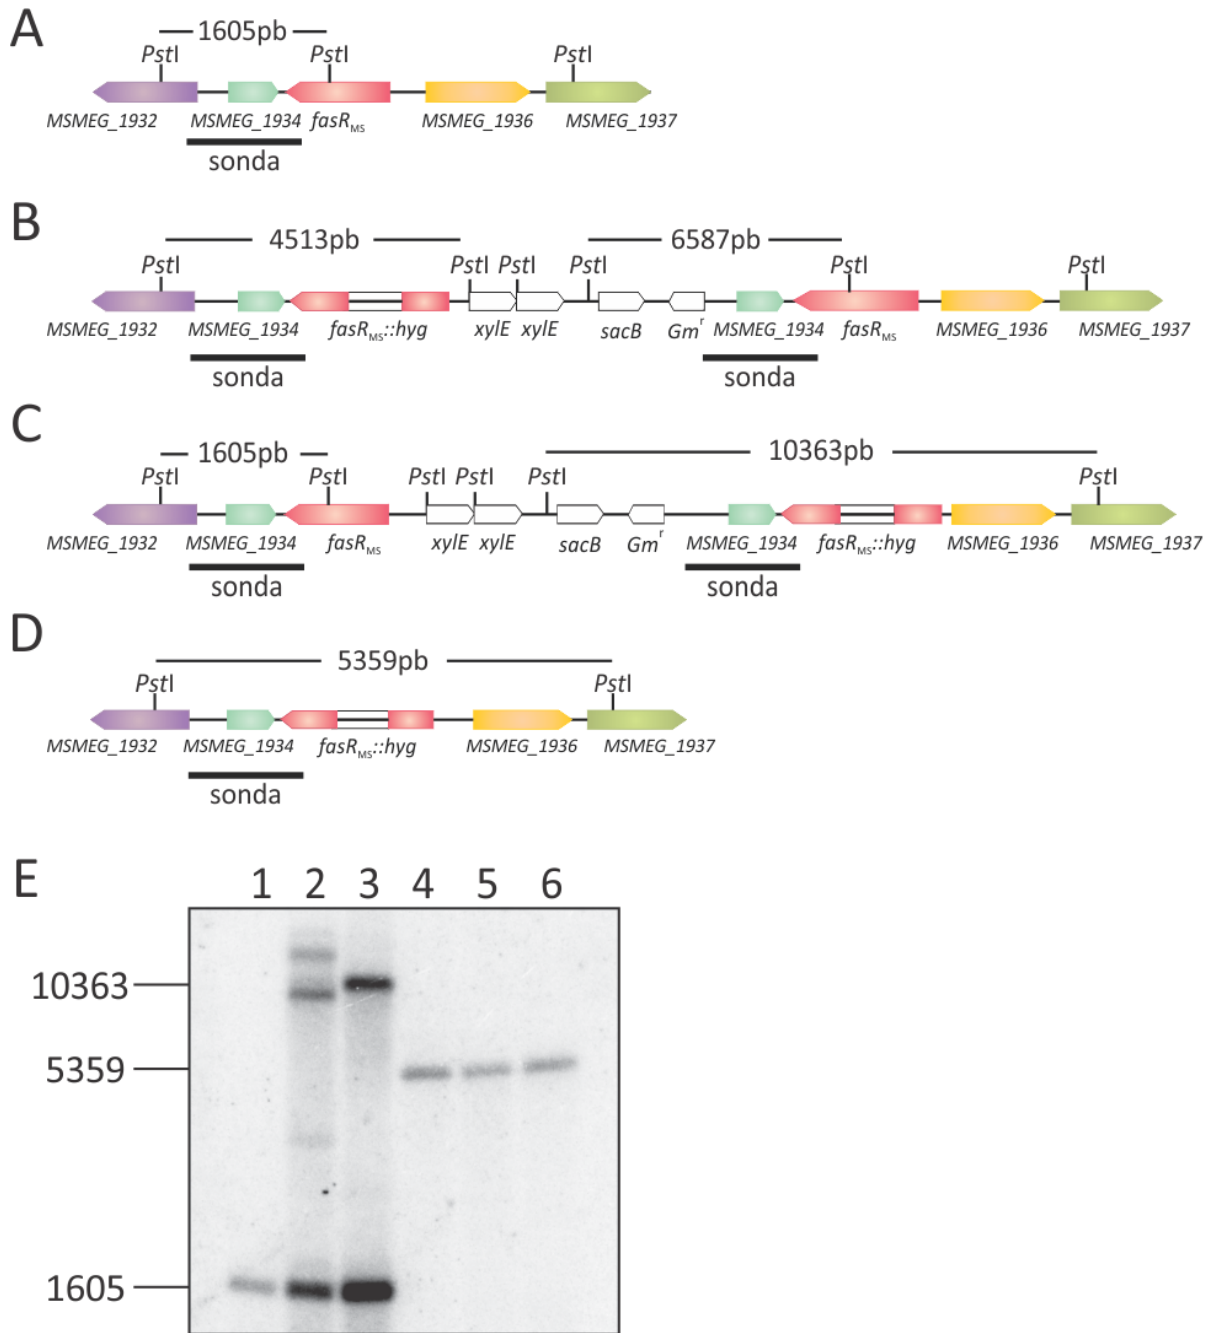 A
1605pb
PstI PstI PstI
MSMEG_1932 MSMEG_1934 fasRMS MSMEG_1936 MSMEG_1937
sonda
B
4513pb 6587pb
PstI PstI PstI PstI PstI PstI
MSMEG_1932 MSMEG_1934 fasRMS::hyg xylE xylE sacB Gmr MSMEG_1934 fasRMS MSMEG_1936 MSMEG_1937
sonda sonda
C
1605pb 10363pb
PstI PstI PstI PstI PstI PstI
MSMEG_1932 MSMEG_1934 fasRMS xylE xylE sacB Gmr MSMEG_1934 fasRMS::hyg MSMEG_1936 MSMEG_1937
sonda sonda
D
5359pb
PstI PstI
MSMEG_1932 MSMEG_1934 fasRMS::hyg MSMEG_1936 MSMEG_1937
sonda
E
1 2 3 4 5 6
10363
5359
1605